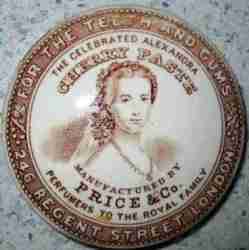 FOR THE TEETH AND GUMS
THE CELEBRATED ALEXANDRA
CHERRY PASTE
MANUFACTURED BY
PRICE & Co.
PERFUMERS TO THE ROYAL FAMILY
246 REGENT STREET LONDON